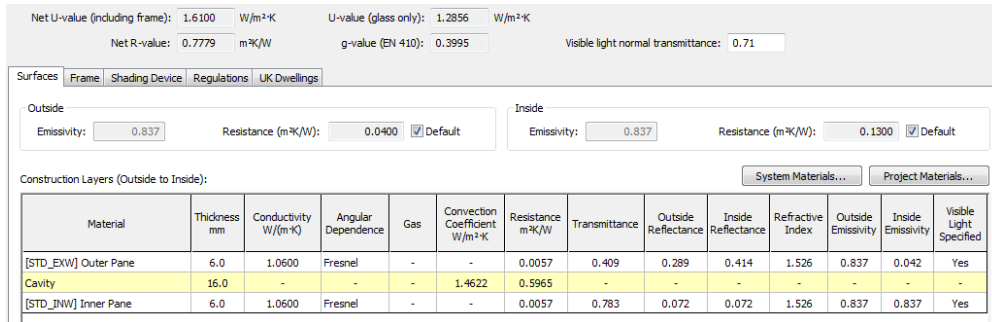 Net U-value (including frame): 1.6100 W/m²·K U-value (glass only): 1.2856 W/m²·K
Net R-value: 0.7779 m²K/W g-value (EN 410): 0.3995 Visible light normal transmittance: 0.71
Surfaces Frame Shading Device Regulations UK Dwellings
Outside Inside
Emissivity: 0.837 Resistance (m²K/W): 0.0400 Default Emissivity: 0.837 Resistance (m²K/W): 0.1300 Default
Construction Layers (Outside to Inside): System Materials... Project Materials...
Material Thickness mm Conductivity W/(m·K) Angular Dependence Gas Convection Coefficient W/m²·K Resistance m²K/W Transmittance Outside Reflectance Inside Reflectance Refractive Index Outside Emissivity Inside Emissivity Visible Light Specified
[STD_EXW] Outer Pane 6.0 1.0600 Fresnel - - 0.0057 0.409 0.289 0.414 1.526 0.837 0.042 Yes
Cavity 16.0 - - - 1.4622 0.5965 - - - - - - -
[STD_INW] Inner Pane 6.0 1.0600 Fresnel - - 0.0057 0.783 0.072 0.072 1.526 0.837 0.837 Yes